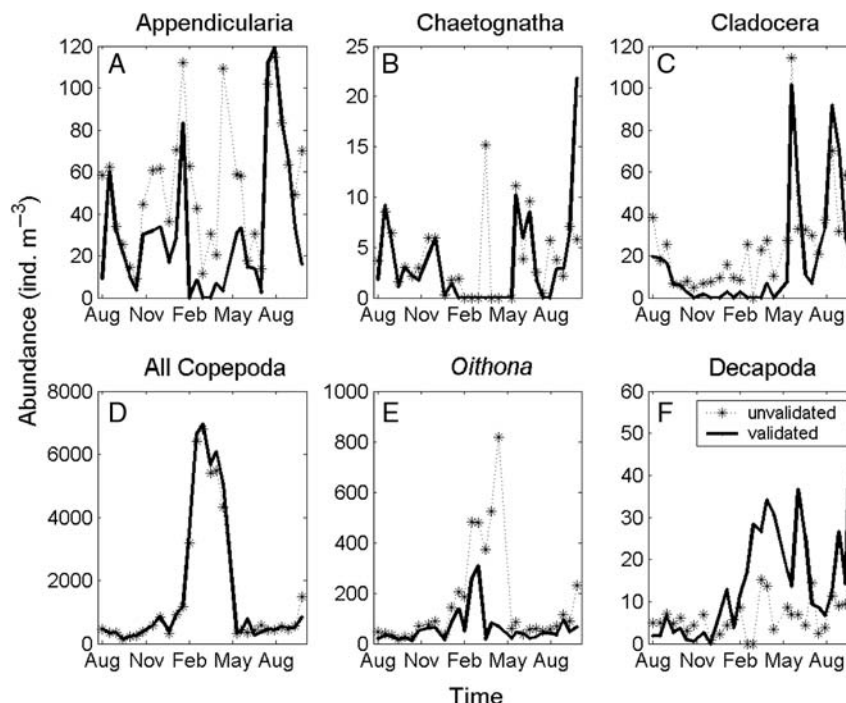 Appendicularia Chaetognatha Cladocera
A B C
120 25 120
100 20 100
80 15 80
60 60
40 10 40
20 5 20
0 0 0
Aug Nov Feb May Aug Aug Nov Feb May Aug Aug Nov Feb May Aug
Abundance (ind. m⁻³)
All Copepoda Oithona Decapoda
D E F
8000 1000 60
6000 800 50
4000 600 40
2000 400 30
0 200 20
0 10
0
unvalidated
validated
Aug Nov Feb May Aug Aug Nov Feb May Aug Aug Nov Feb May Aug
Time